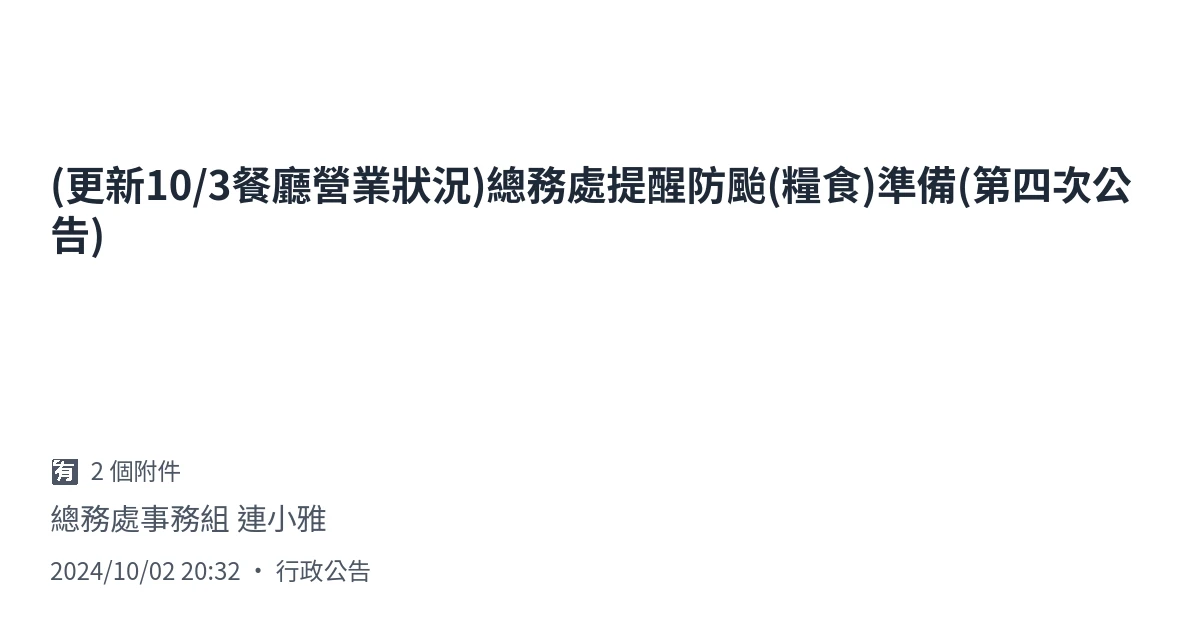 (更新10/3餐廳營業狀況)總務處提醒防颱(糧食)準備(第四次公
告)
🈶 2 個附件
總務處事務組 連小雅
2024/10/02 20:32 ・ 行政公告